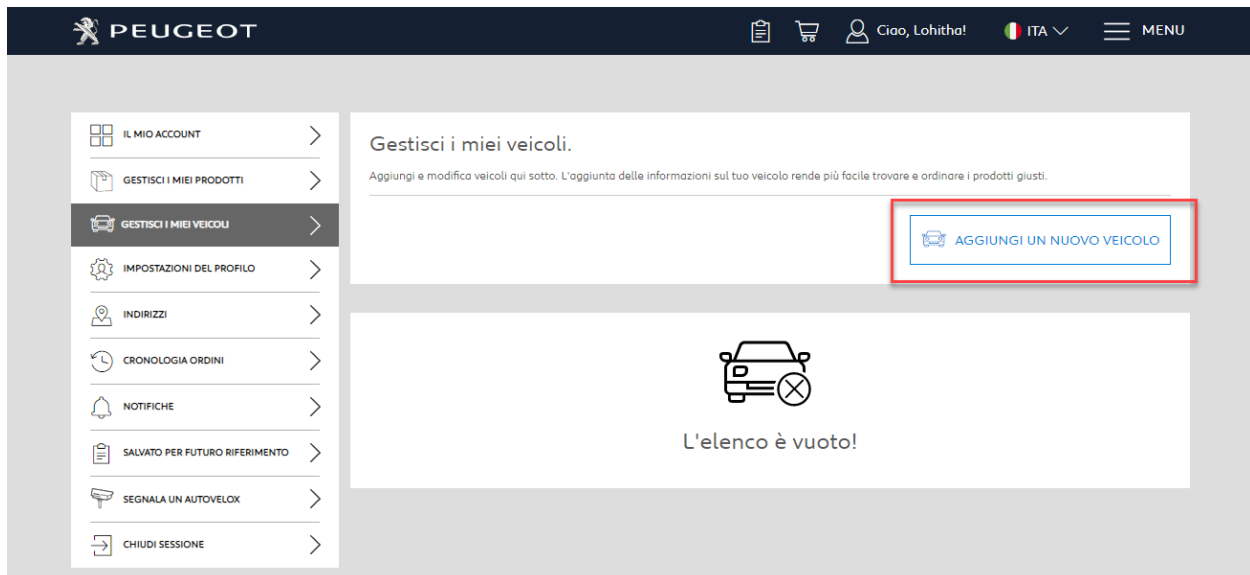 PEUGEOT
Ciao, Lohitha!
ITA
MENU
IL MIO ACCOUNT
GESTISCI I MIEI PRODOTTI
GESTISCI I MIEI VEICOLI
IMPOSTAZIONI DEL PROFILO
INDIRIZZI
CRONOLOGIA ORDINI
NOTIFICHE
SALVATO PER FUTURO RIFERIMENTO
SEGNALA UN AUTOVELOX
CHIUDI SESSIONE
Gestisci i miei veicoli.
Aggiungi e modifica veicoli qui sotto. L'aggiunta delle informazioni sul tuo veicolo rende più facile trovare e ordinare i prodotti giusti.
AGGIUNGI UN NUOVO VEICOLO
L'elenco è vuoto!